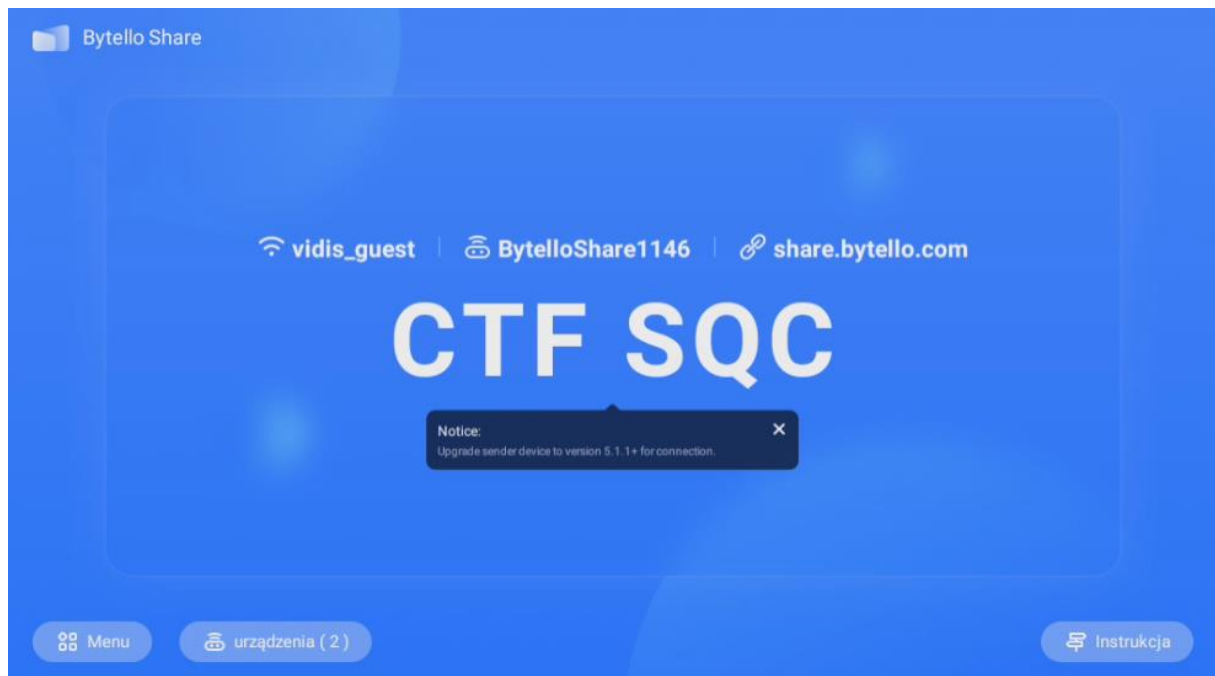 Bytello Share
vidis_guest BytelloShare1146 share.bytello.com
CTF SQC
Notice:
Upgrade sender device to version 5.1.1+ for connection.
Menu urządzenia ( 2 ) Instrukcja